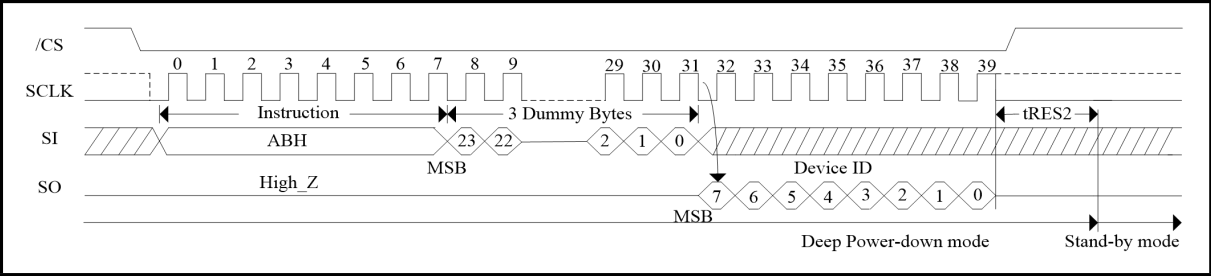 /CS
0 1 2 3 4 5 6 7 8 9 29 30 31 32 33 34 35 36 37 38 39
SCLK
Instruction 3 Dummy Bytes tRES2
SI ABH 23 22 2 1 0
MSB Device ID
SO High_Z 7 6 5 4 3 2 1 0
MSB
Deep Power-down mode Stand-by mode